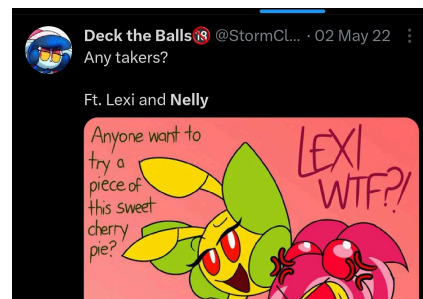 Deck the Balls🔞 @StormCl... · 02 May 22
Any takers?
Ft. Lexi and Nelly
Anyone want to
try a
piece of
this sweet
cherry
pie?
LEXI
WTF?!